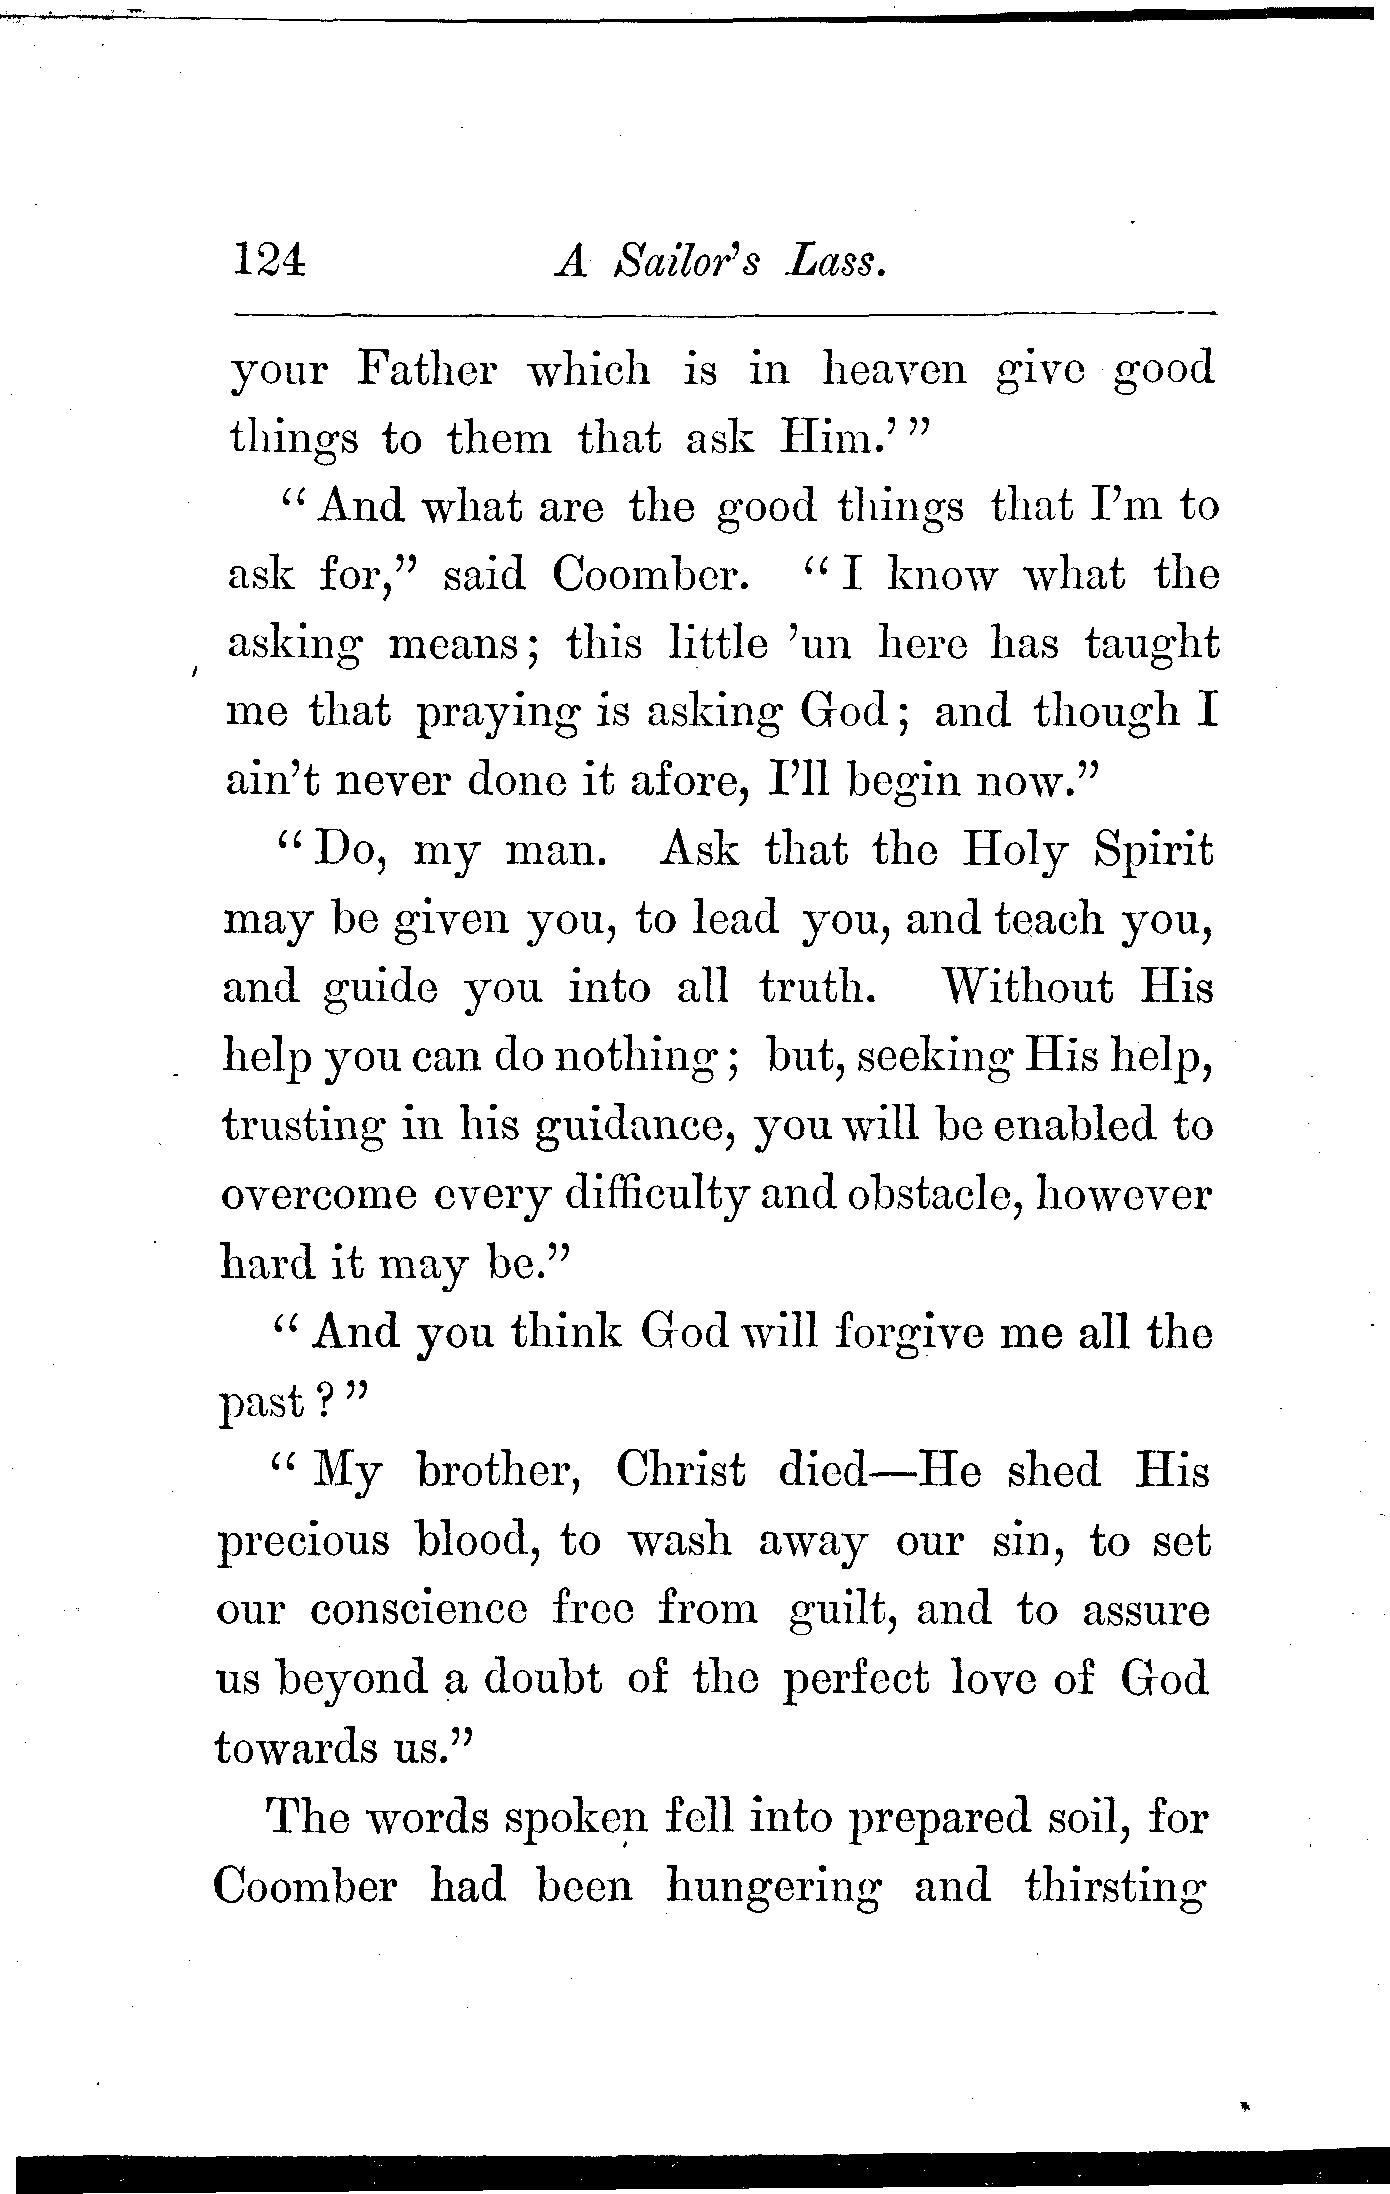 124 A Sailor's Lass.
your Father which is in heaven give good
things to them that ask Him.' "
" And what are the good things that I'm to
ask for," said Coomber. " I know what the
asking means; this little 'un here has taught
me that praying is asking God; and though I
ain't never done it afore, I'll begin now."
" Do, my man. Ask that the Holy Spirit
may be given you, to lead you, and teach you,
and guide you into all truth. Without His
help you can do nothing; but, seeking His help,
trusting in his guidance, you will be enabled to
overcome every difficulty and obstacle, however
hard it may be."
" And you think God will forgive me all the
past ? "
" My brother, Christ died—He shed His
precious blood, to wash away our sin, to set
our conscience free from guilt, and to assure
us beyond a doubt of the perfect love of God
towards us."
The words spoken fell into prepared soil, for
Coomber had been hungering and thirsting